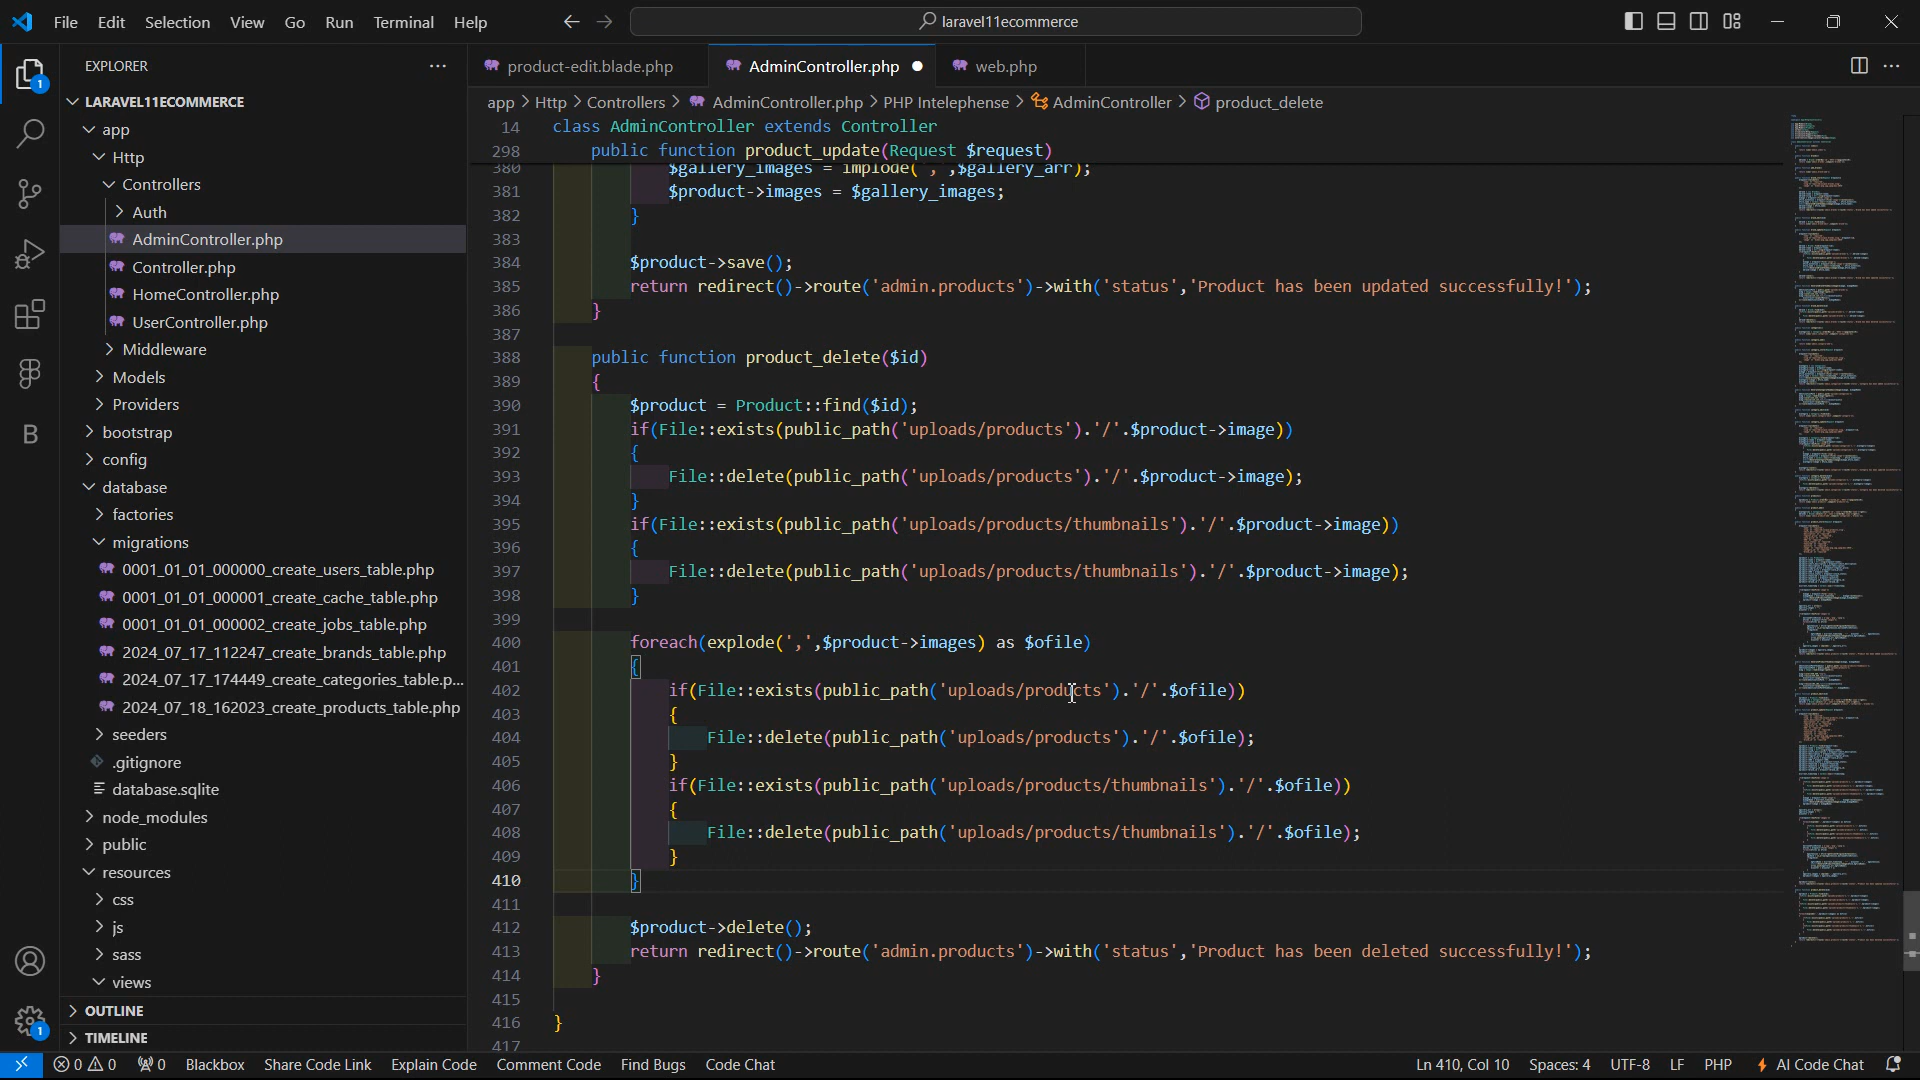 File Edit Selection View Go Run Terminal Help
laravel11ecommerce
EXPLORER
product-edit.blade.php
AdminController.php
web.php
app > Http > Controllers > AdminController.php > PHP Intelephense > AdminController > product_delete
LARAVEL11ECOMMERCE
app
Http
Controllers
Auth
AdminController.php
Controller.php
HomeController.php
UserController.php
Middleware
Models
Providers
bootstrap
config
database
factories
migrations
0001_01_01_000000_create_users_table.php
0001_01_01_000001_create_cache_table.php
0001_01_01_000002_create_jobs_table.php
2024_07_17_112247_create_brands_table.php
2024_07_17_174449_create_categories_table.p...
2024_07_18_162023_create_products_table.php
seeders
.gitignore
database.sqlite
node_modules
public
resources
css
js
sass
views
OUTLINE
TIMELINE
14 class AdminController extends Controller
298 public function product_update(Request $request)
380 $gallery_images = implode(',',$gallery_arr);
381 $product->images = $gallery_images;
382 }
383
384 $product->save();
385 return redirect()->route('admin.products')->with('status','Product has been updated successfully!');
386 }
387
388 public function product_delete($id)
389 {
390 $product = Product::find($id);
391 if(File::exists(public_path('uploads/products').'/'.$product->image))
392 {
393 File::delete(public_path('uploads/products').'/'.$product->image);
394 }
395 if(File::exists(public_path('uploads/products/thumbnails').'/'.$product->image))
396 {
397 File::delete(public_path('uploads/products/thumbnails').'/'.$product->image);
398 }
399
400 foreach(explode(',',$product->images) as $ofile)
401 {
402 if(File::exists(public_path('uploads/products').'/'.$ofile))
403 {
404 File::delete(public_path('uploads/products').'/'.$ofile);
405 }
406 if(File::exists(public_path('uploads/products/thumbnails').'/'.$ofile))
407 {
408 File::delete(public_path('uploads/products/thumbnails').'/'.$ofile);
409 }
410 }
411
412 $product->delete();
413 return redirect()->route('admin.products')->with('status','Product has been deleted successfully!');
414 }
415
416 }
417
0 0 0 Blackbox Share Code Link Explain Code Comment Code Find Bugs Code Chat Ln 410, Col 10 Spaces: 4 UTF-8 LF PHP AI Code Chat